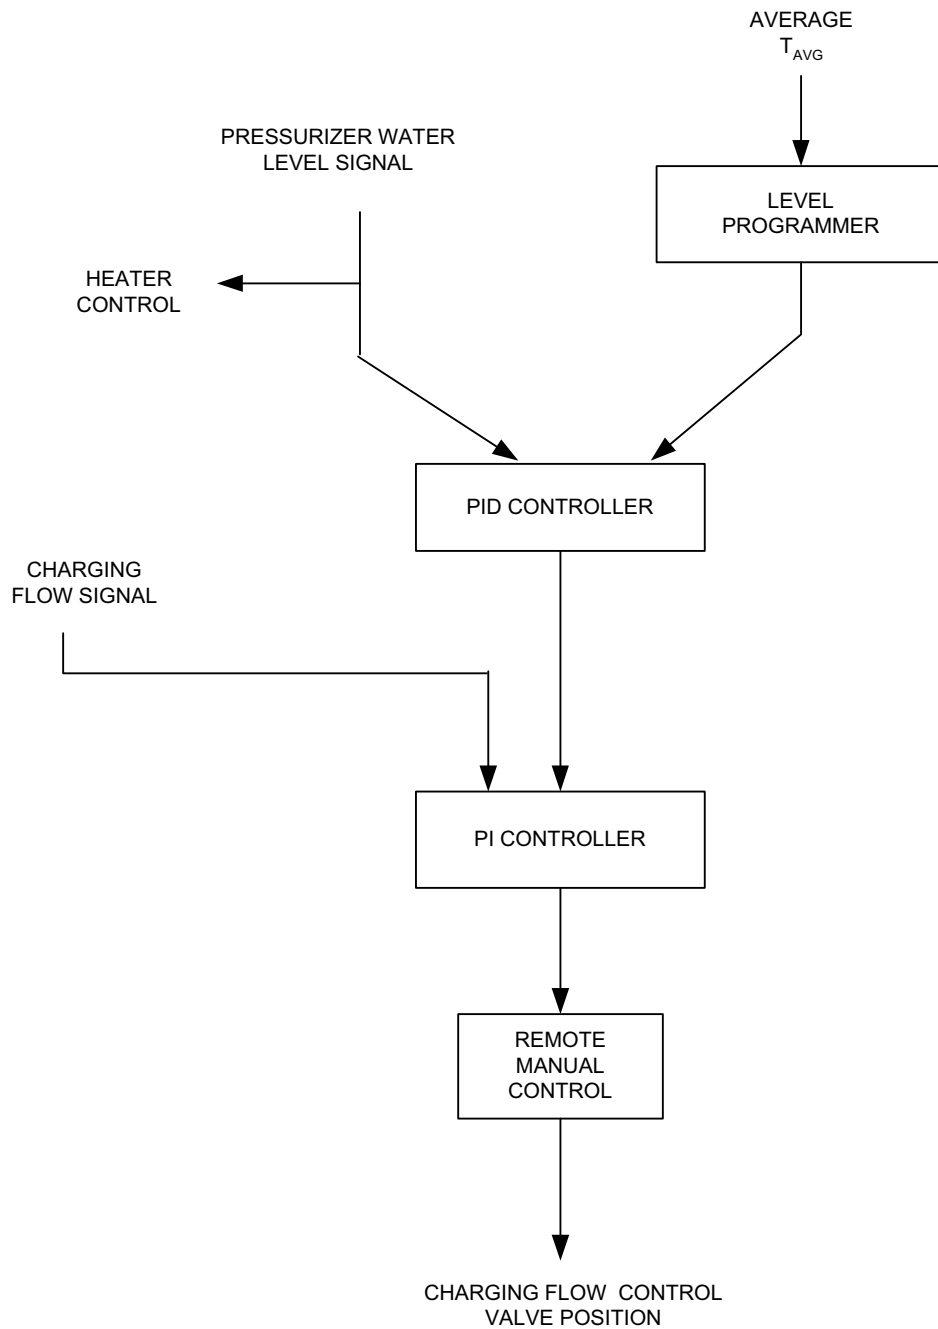 AVERAGE
T_AVG
PRESSURIZER WATER
LEVEL SIGNAL
LEVEL
PROGRAMMER
HEATER
CONTROL
PID CONTROLLER
CHARGING
FLOW SIGNAL
PI CONTROLLER
REMOTE
MANUAL
CONTROL
CHARGING FLOW CONTROL
VALVE POSITION